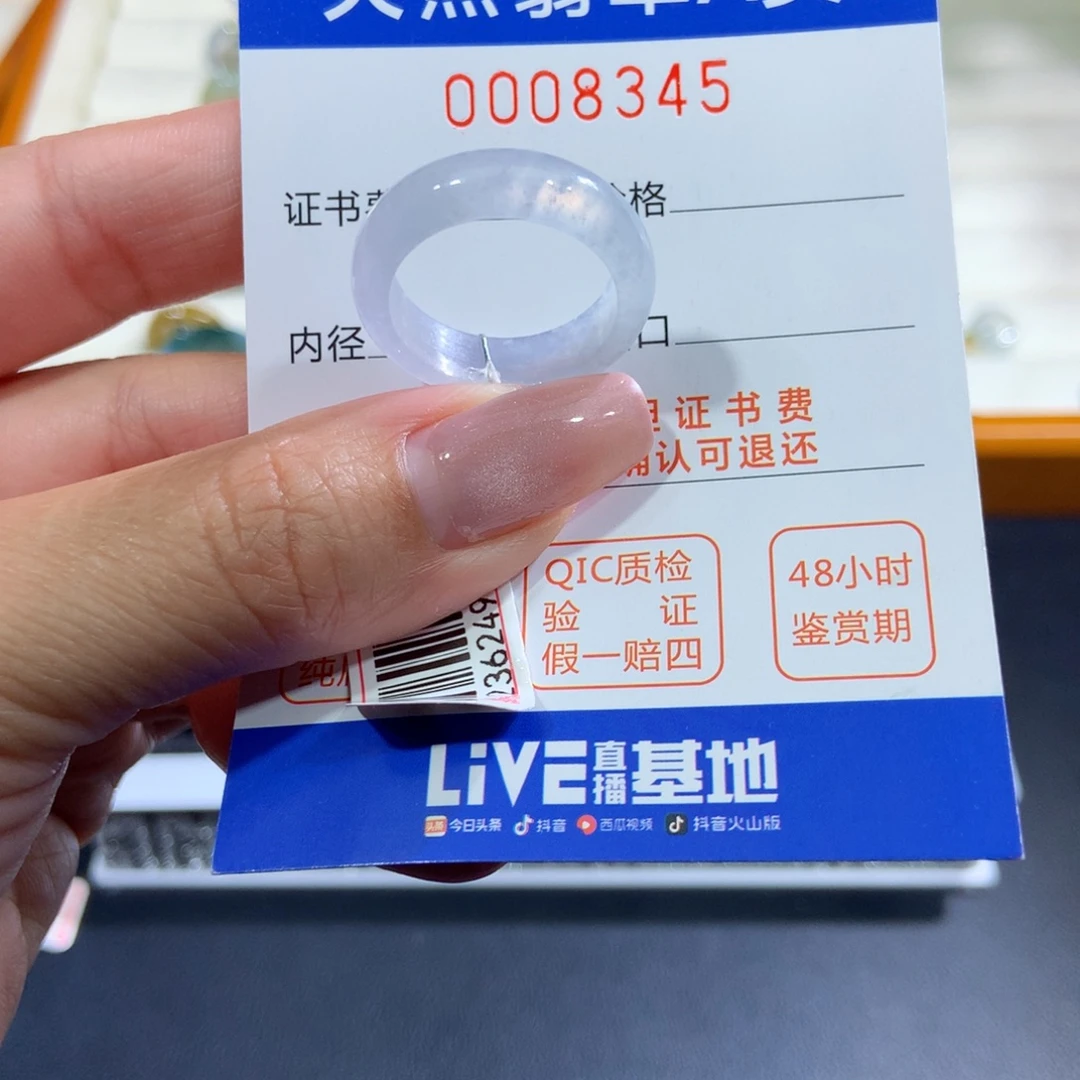 0008345
证书 格
内径 口
证书费
认可退还
QIC质检
验证
假一赔四
48小时
鉴赏期
纯
36249
LiVE直播基地
今日头条 抖音 西瓜视频 抖音火山版